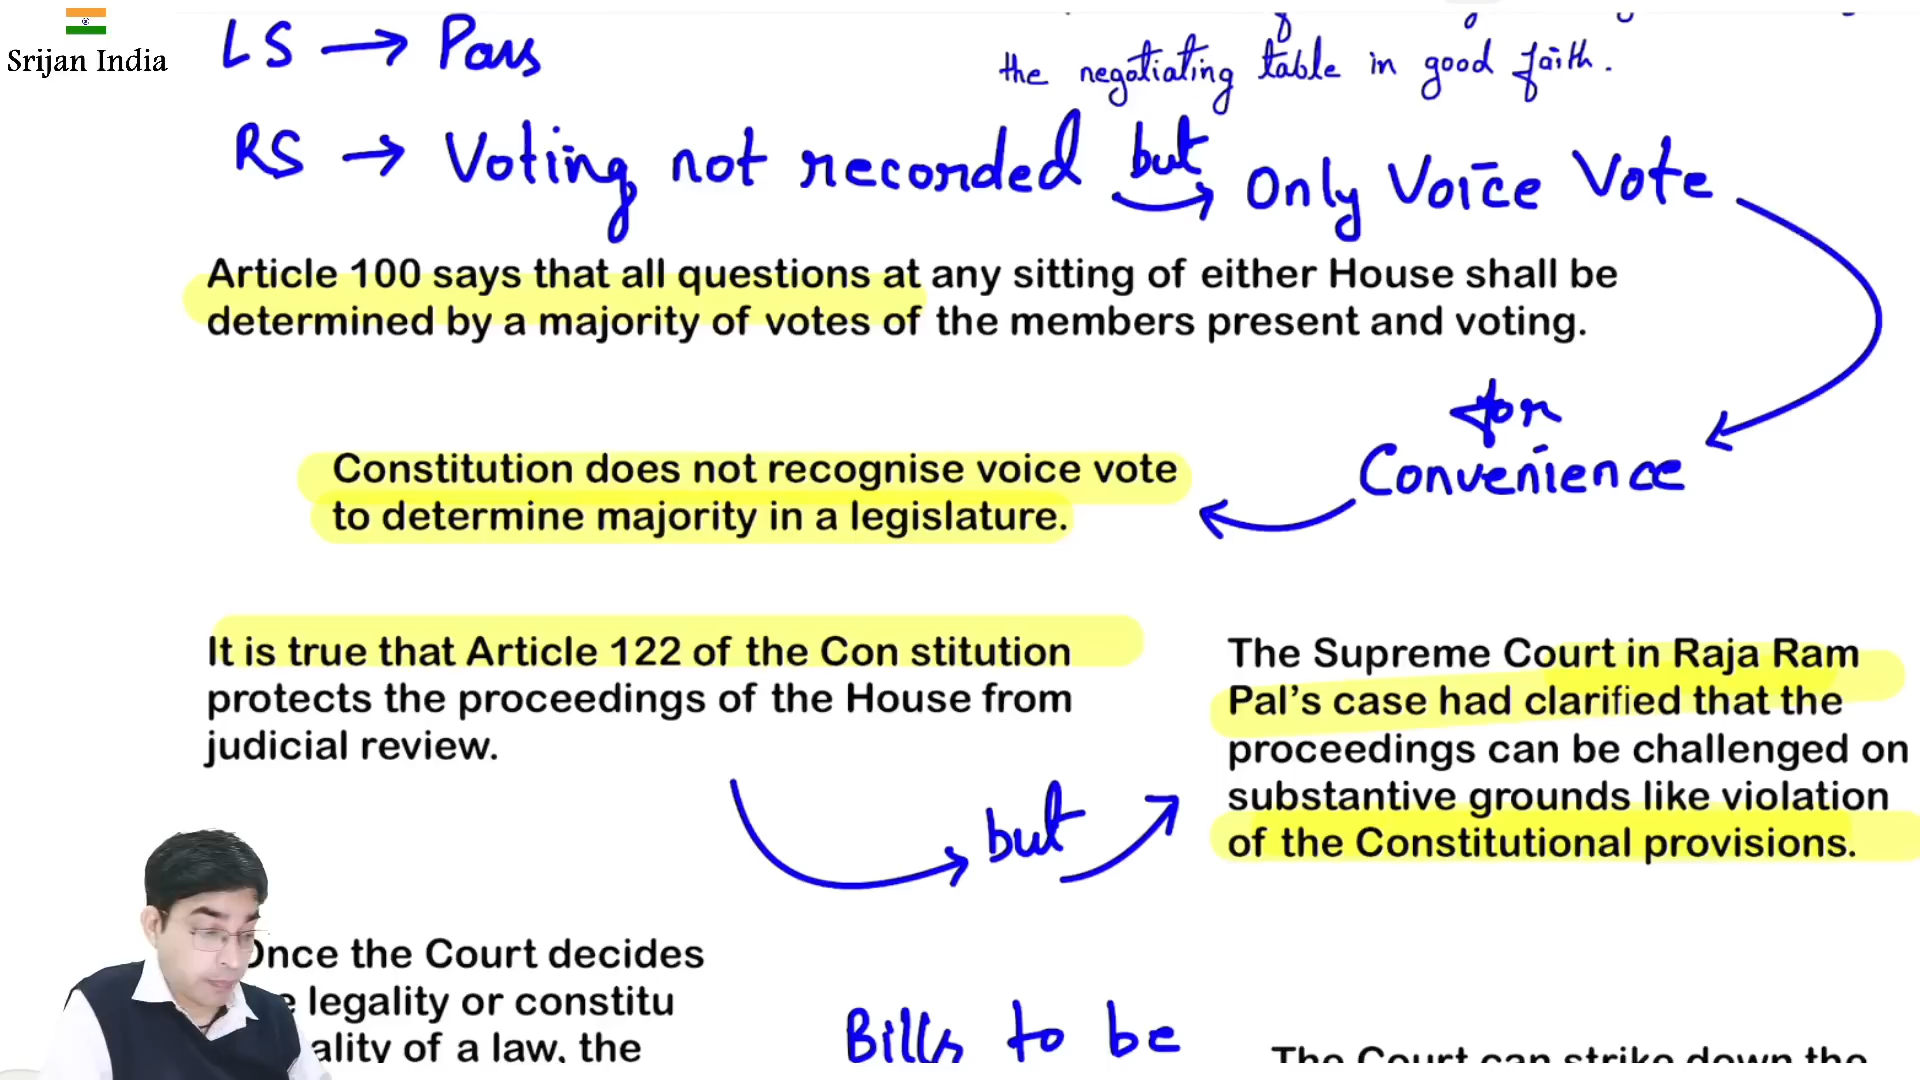 Srijan India
LS → Pass
the negotiating table in good faith.
RS → Voting not recorded but → Only Voice Vote
Article 100 says that all questions at any sitting of either House shall be
determined by a majority of votes of the members present and voting.
for
Convenience
Constitution does not recognise voice vote
to determine majority in a legislature.
It is true that Article 122 of the Con stitution
protects the proceedings of the House from
judicial review.
but
The Supreme Court in Raja Ram
Pal’s case had clarified that the
proceedings can be challenged on
substantive grounds like violation
of the Constitutional provisions.
Once the Court decides
legality or constitu
ality of a law, the
Bills to be
The Court can strike down the